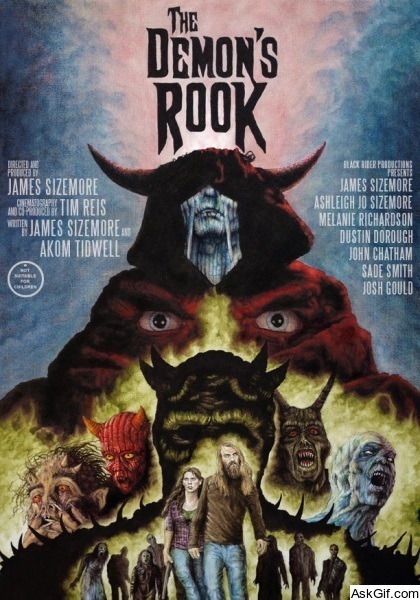 THE
DEMON'S
ROOK
DIRECTED AND
PRODUCED BY JAMES SIZEMORE
CINEMATOGRAPHY
AND CO-PRODUCED BY TIM REIS
WRITTEN BY JAMES SIZEMORE AND
AKOM TIDWELL
NOT
SUITABLE
FOR
CHILDREN
BLACK RIDER PRODUCTIONS
PRESENTS
JAMES SIZEMORE
ASHLEIGH JO SIZEMORE
MELANIE RICHARDSON
DUSTIN DOROUGH
JOHN CHATHAM
SADE SMITH
JOSH GOULD
AskGif.com